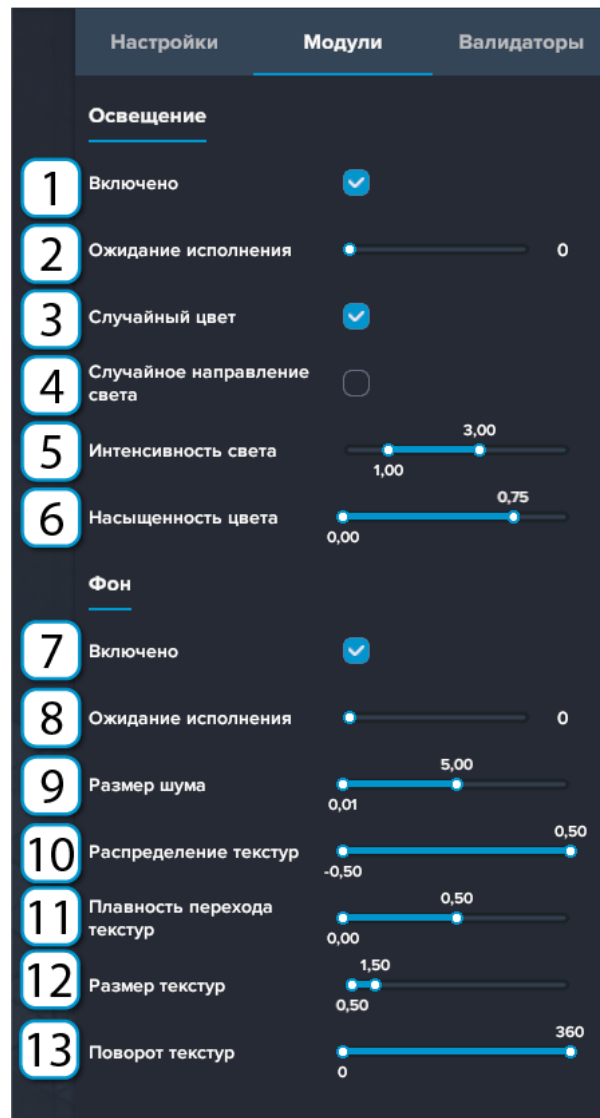 Настройки Модули Валидаторы
Освещение
1 Включено
2 Ожидание исполнения 0
3 Случайный цвет
4 Случайное направление
света
3,00
5 Интенсивность света
1,00
0,75
6 Насыщенность цвета
0,00
Фон
7 Включено
8 Ожидание исполнения 0
5,00
9 Размер шума
0,01
0,50
10 Распределение текстур
-0,50
11 Плавность перехода
текстур
0,50
0,00
1,50
12 Размер текстур
0,50
360
13 Поворот текстур
0